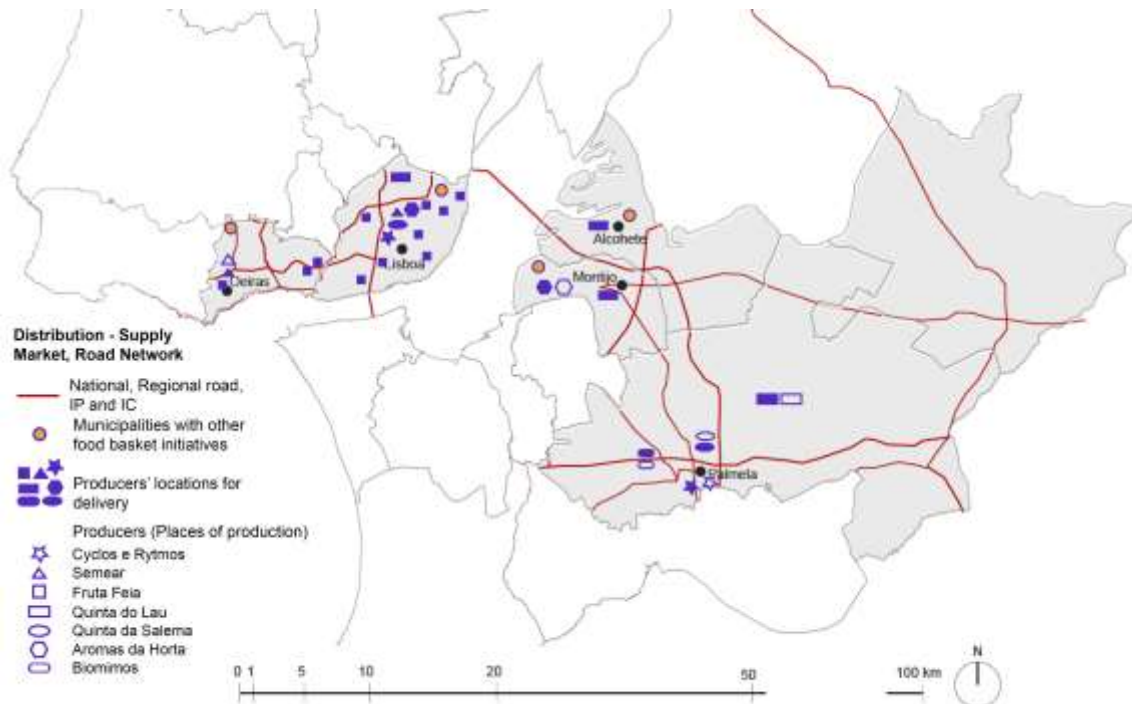 Alcohete
Lisboa
Montijo
Oeiras
Distribution - Supply
Market, Road Network
National, Regional road,
IP and IC
Municipalities with other
food basket initiatives
Producers' locations for
delivery
Palmela
Producers (Places of production)
Cyclos e Rytmos
Semear
Fruta Feia
Quinta do Lau
Quinta da Salema
Aromas da Horta
Biomimos
0 1 5 10 20 50 100 km
N